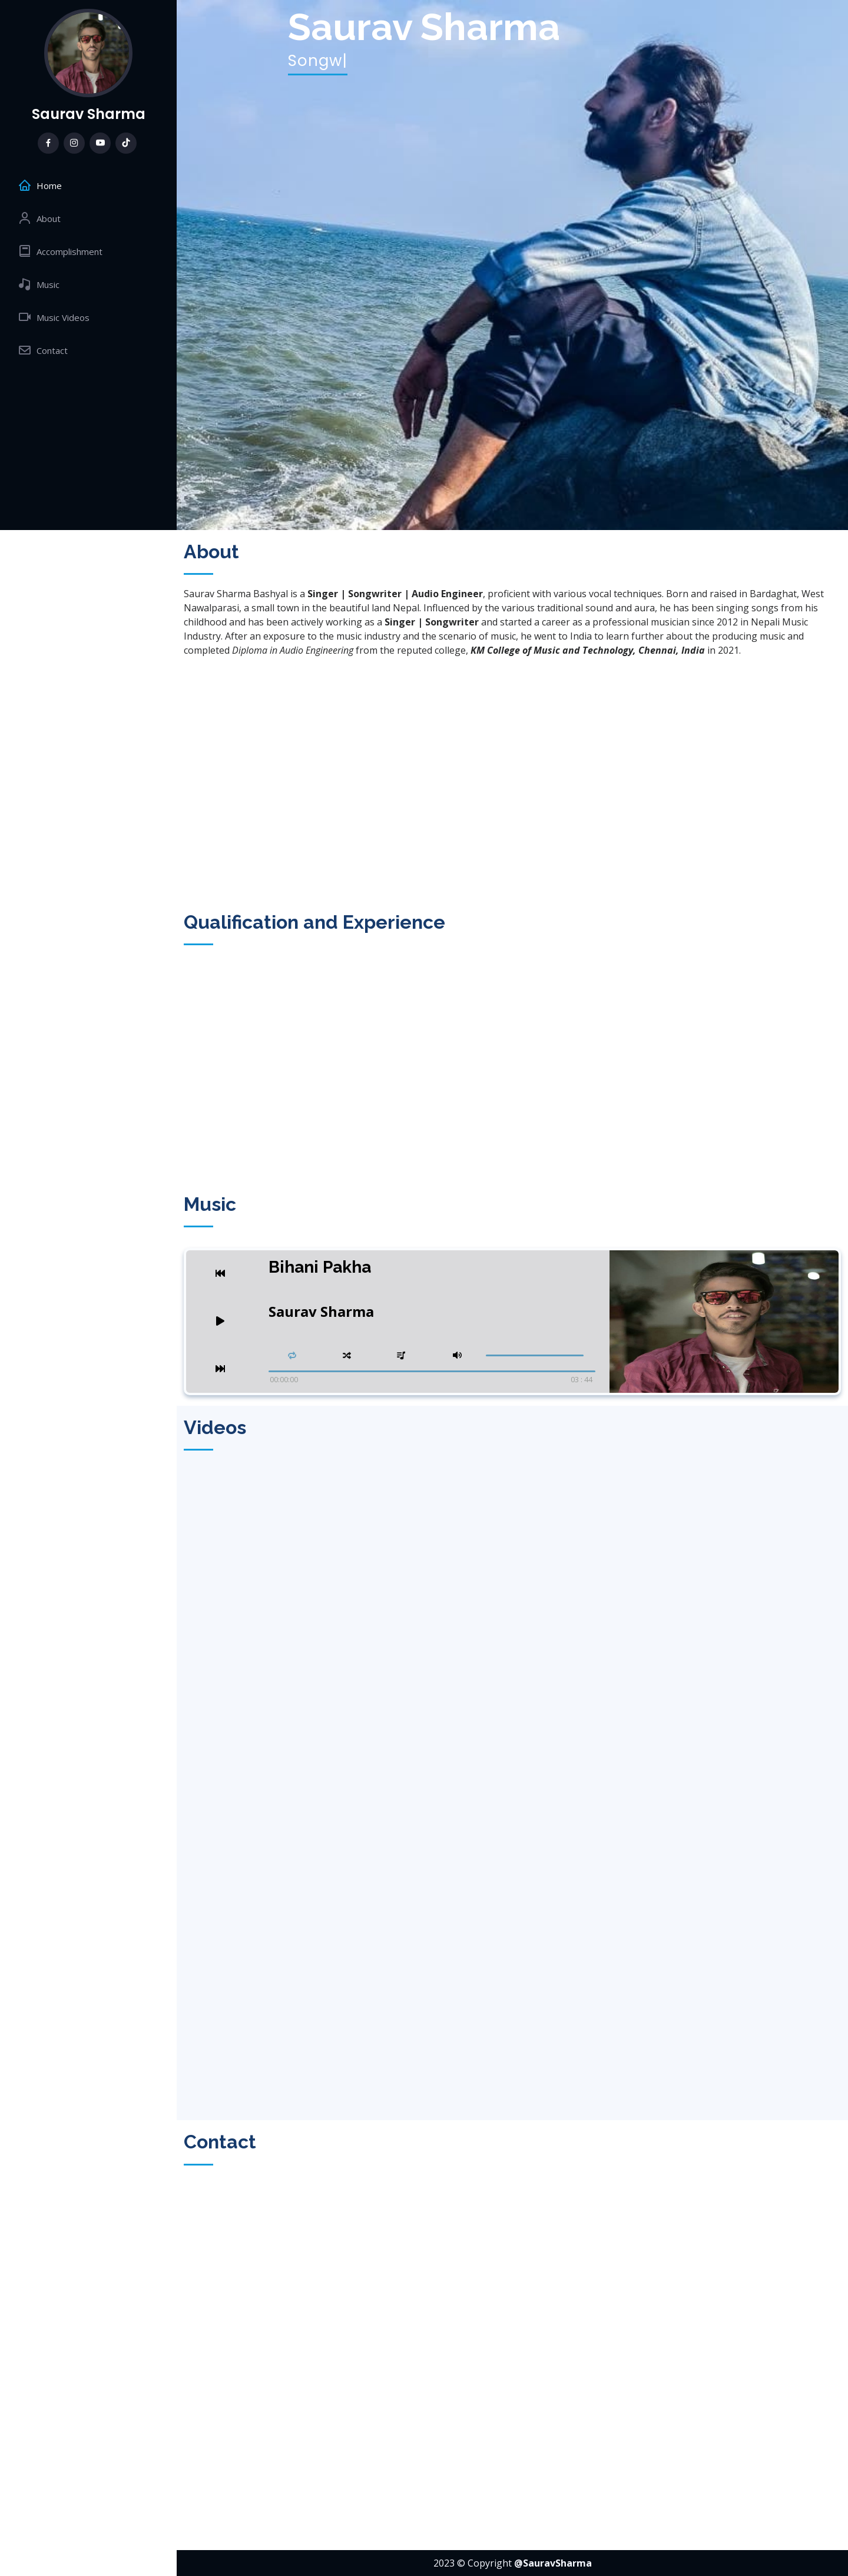 Saurav Sharma
Home
About
Accomplishment
Music
Music Videos
Contact
Saurav Sharma
Songw|
About
Saurav Sharma Bashyal is a Singer | Songwriter | Audio Engineer, proficient with various vocal techniques. Born and raised in Bardaghat, West
Nawalparasi, a small town in the beautiful land Nepal. Influenced by the various traditional sound and aura, he has been singing songs from his
childhood and has been actively working as a Singer | Songwriter and started a career as a professional musician since 2012 in Nepali Music
Industry. After an exposure to the music industry and the scenario of music, he went to India to learn further about the producing music and
completed Diploma in Audio Engineering from the reputed college, KM College of Music and Technology, Chennai, India in 2021.
Qualification and Experience
Music
Bihani Pakha
Saurav Sharma
00:00:00
03 : 44
Videos
Contact
2023 © Copyright @SauravSharma